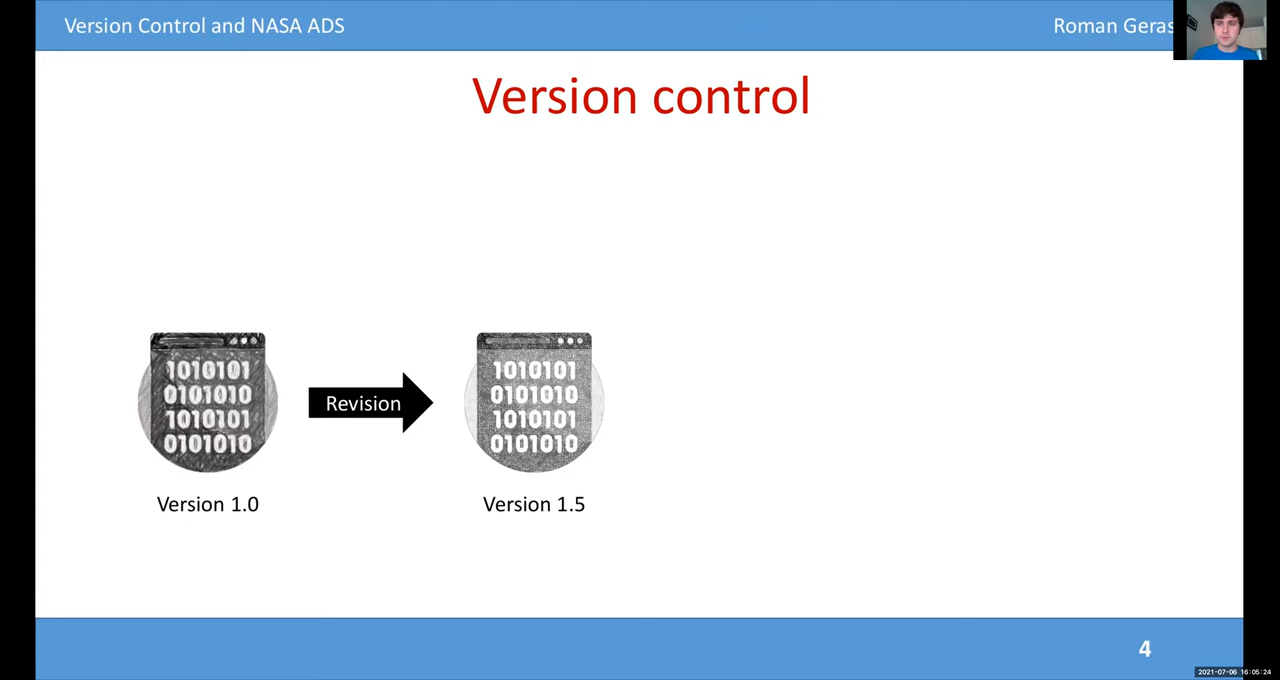 Version Control and NASA ADS
Roman Geras
Version control
1010101
0101010
1010101
0101010
Revision
1010101
0101010
1010101
0101010
Version 1.0
Version 1.5
4
2021-07-06 16:05:24